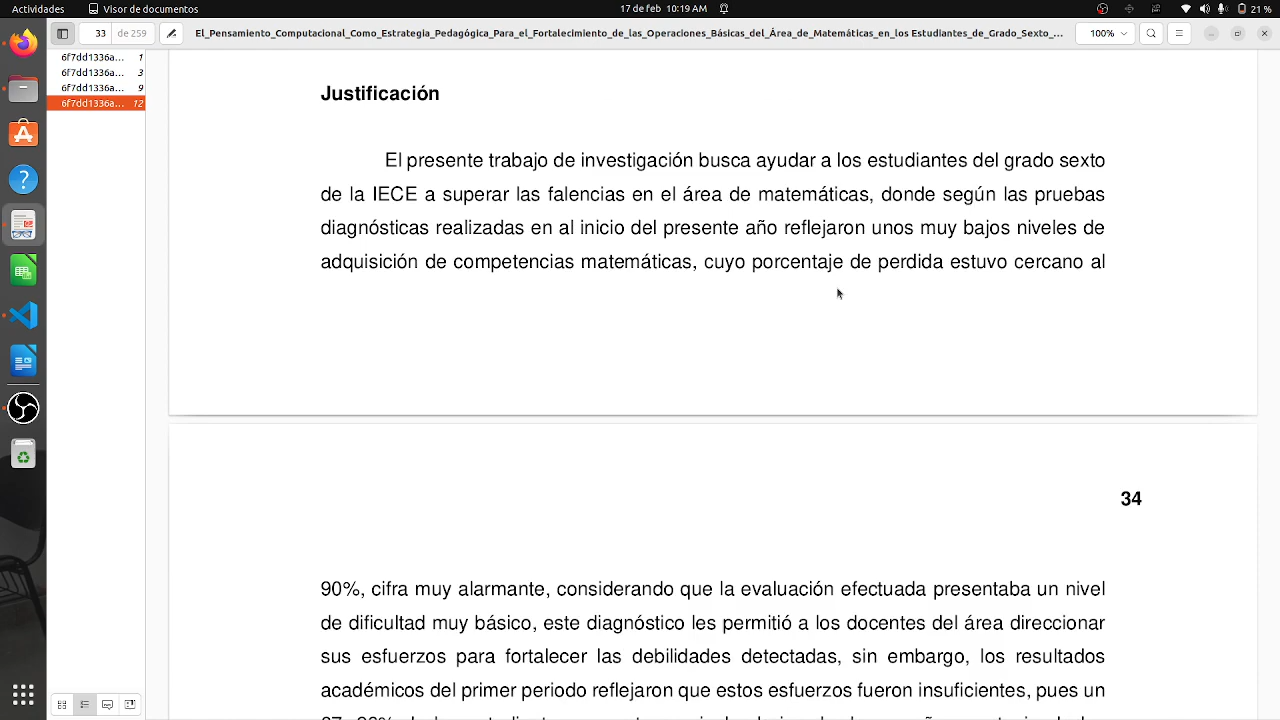 Actividades
Visor de documentos
17 de feb 10:19 AM
21 %
33
de 259
El_Pensamiento_Computacional_Como_Estrategia_Pedagógica_Para_el_Fortalecimiento_de_las_Operaciones_Básicas_del_Área_de_Matemáticas_en_los Estudiantes_de_Grado_Sexto_...
100%
6f7dd1336a... 1
6f7dd1336a... 3
6f7dd1336a... 9
6f7dd1336a... 12
Justificación
El presente trabajo de investigación busca ayudar a los estudiantes del grado sexto
de la IECE a superar las falencias en el área de matemáticas, donde según las pruebas
diagnósticas realizadas en al inicio del presente año reflejaron unos muy bajos niveles de
adquisición de competencias matemáticas, cuyo porcentaje de perdida estuvo cercano al
34
90%, cifra muy alarmante, considerando que la evaluación efectuada presentaba un nivel
de dificultad muy básico, este diagnóstico les permitió a los docentes del área direccionar
sus esfuerzos para fortalecer las debilidades detectadas, sin embargo, los resultados
académicos del primer periodo reflejaron que estos esfuerzos fueron insuficientes, pues un